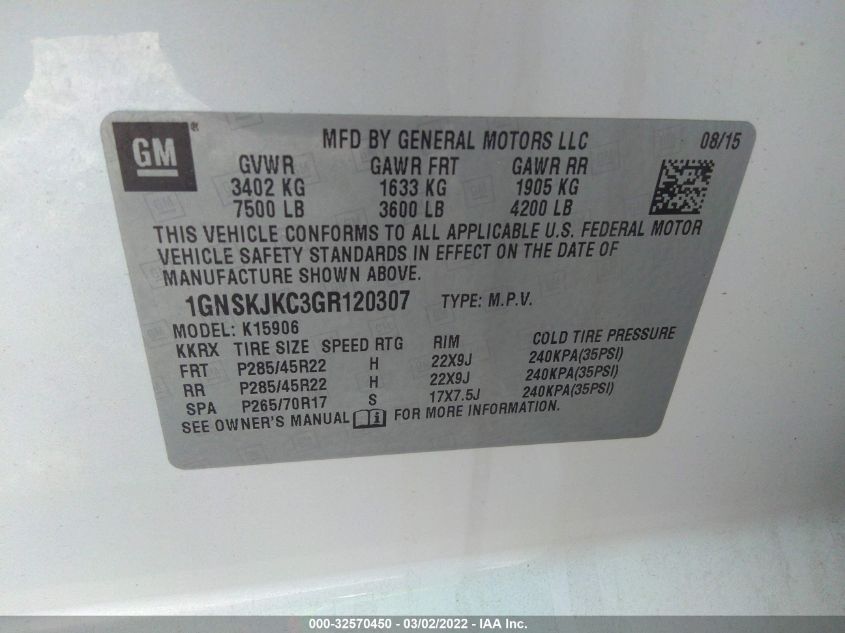 GM ® MFD BY GENERAL MOTORS LLC 08/15
GVWR GAWR FRT GAWR RR
3402 KG 1633 KG 1905 KG
7500 LB 3600 LB 4200 LB
THIS VEHICLE CONFORMS TO ALL APPLICABLE U.S. FEDERAL MOTOR
VEHICLE SAFETY STANDARDS IN EFFECT ON THE DATE OF
MANUFACTURE SHOWN ABOVE.
1GNSKJKC3GR120307 TYPE: M.P.V.
MODEL: K15906
KKRX TIRE SIZE SPEED RTG RIM COLD TIRE PRESSURE
FRT P285/45R22 H 22X9J 240KPA(35PSI)
RR P285/45R22 H 22X9J 240KPA(35PSI)
SPA P265/70R17 S 17X7.5J 240KPA(35PSI)
SEE OWNER'S MANUAL FOR MORE INFORMATION.
000-32570450 - 03/02/2022 - IAA Inc.